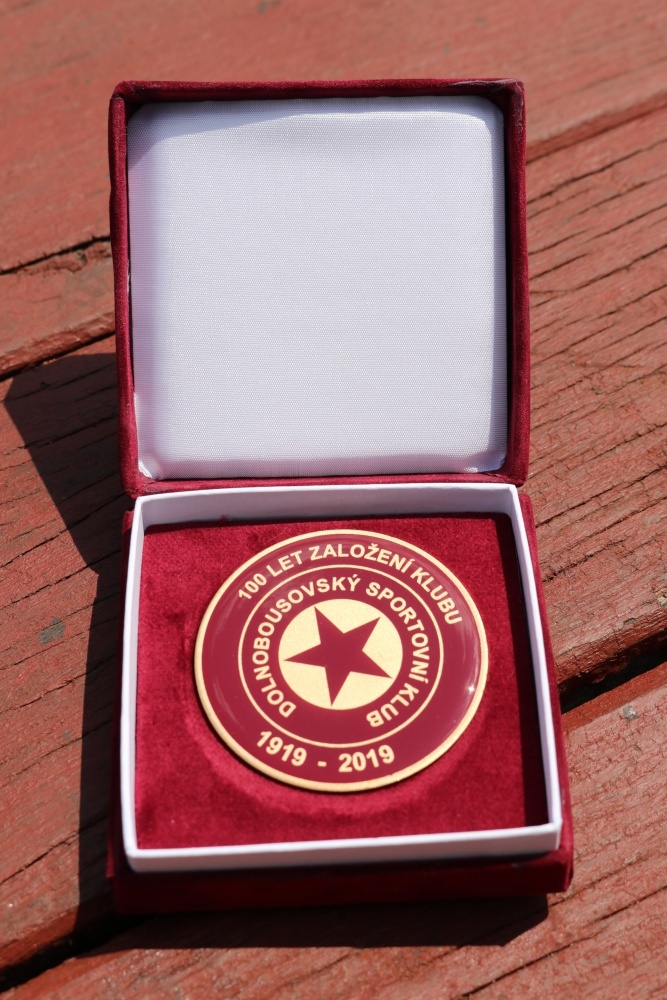 100 LET ZALOŽENÍ KLUBU
DOLNOBOUSOVSKÝ SPORTOVNÍ KLUB
1919 - 2019